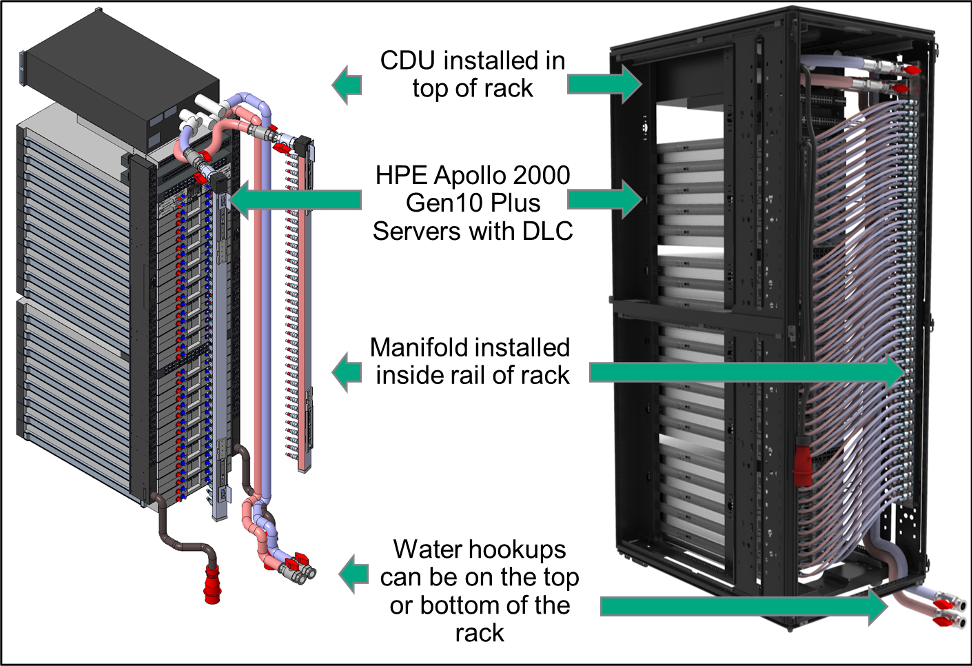 CDU installed in
top of rack
HPE Apollo 2000
Gen10 Plus
Servers with DLC
Manifold installed
inside rail of rack
Water hookups
can be on the top
or bottom of the
rack